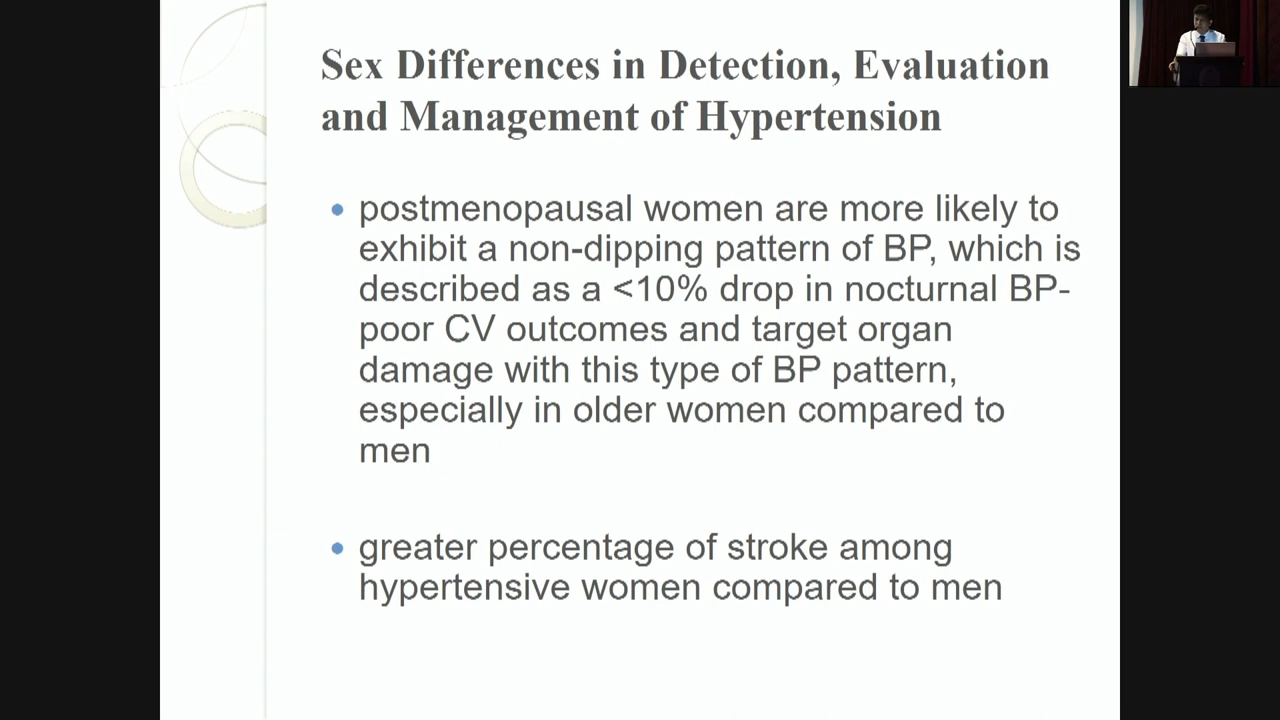 Sex Differences in Detection, Evaluation
and Management of Hypertension
• postmenopausal women are more likely to
exhibit a non-dipping pattern of BP, which is
described as a <10% drop in nocturnal BP-
poor CV outcomes and target organ
damage with this type of BP pattern,
especially in older women compared to
men
• greater percentage of stroke among
hypertensive women compared to men